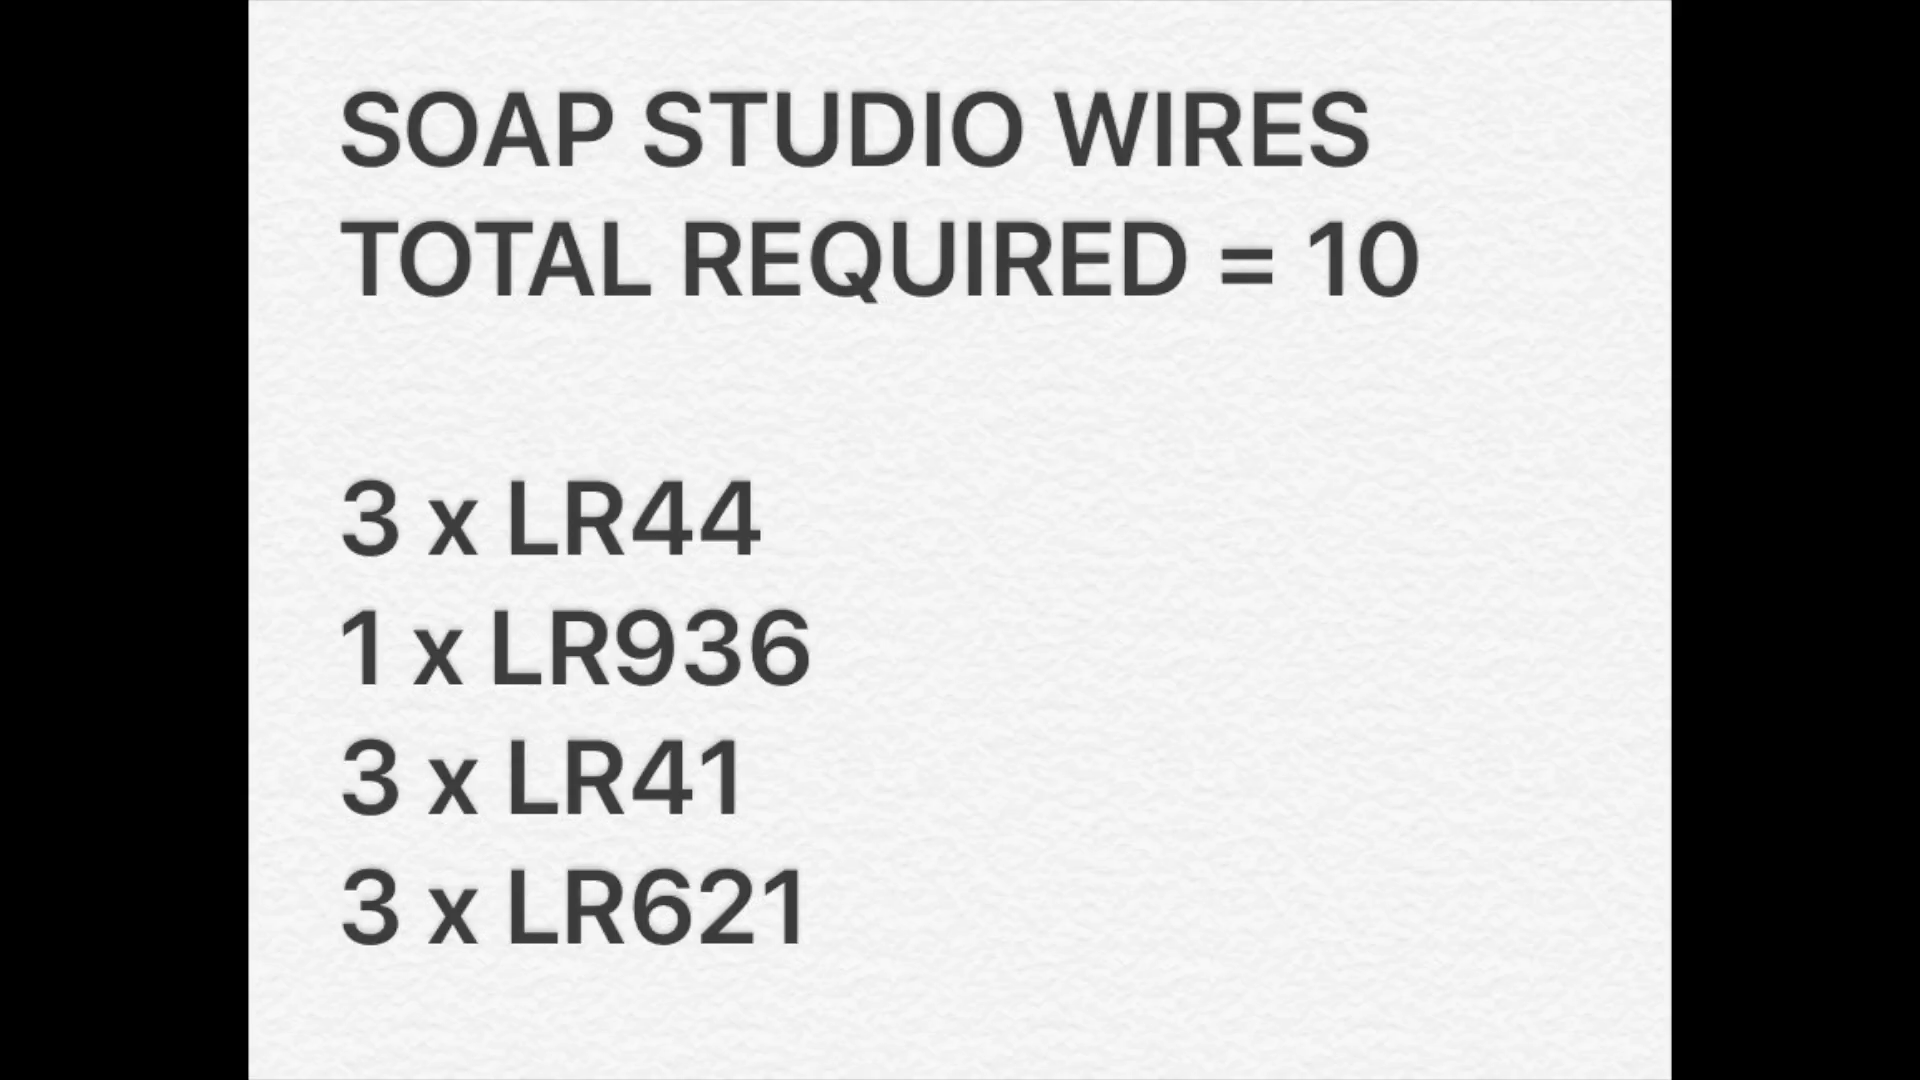 SOAP STUDIO WIRES
TOTAL REQUIRED = 10
3 x LR44
1 x LR936
3 x LR41
3 x LR621